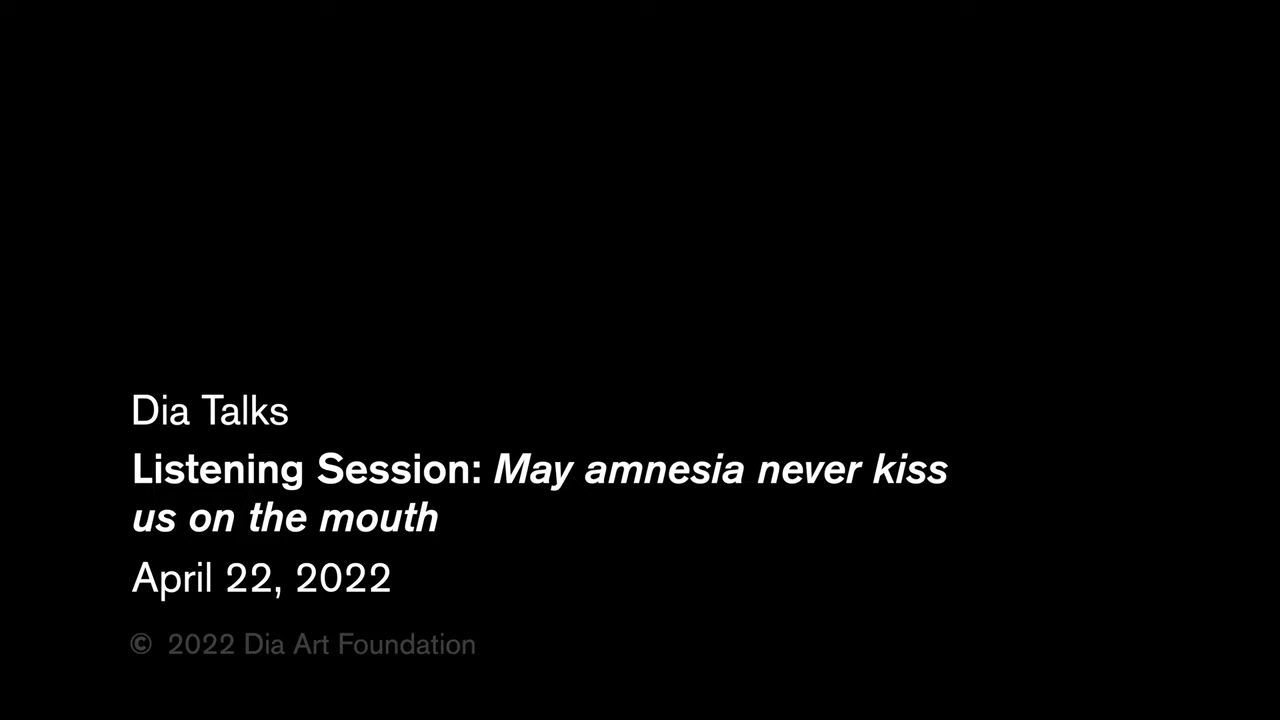 Dia Talks
Listening Session: May amnesia never kiss
us on the mouth
April 22, 2022
© 2022 Dia Art Foundation